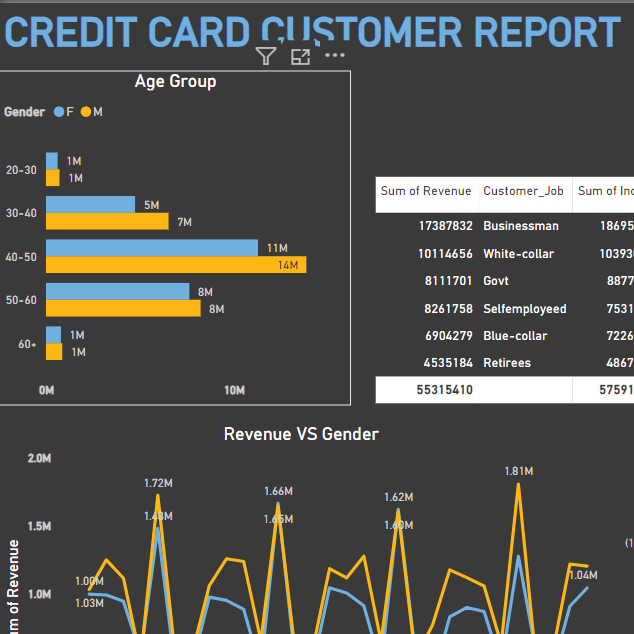 CREDIT CARD CUSTOMER REPORT
Age Group
Gender F M
20-30 1M
1M
30-40 5M
7M
40-50 11M
14M
50-60 8M
8M
60+ 1M
1M
0M 10M
Sum of Revenue Customer_Job Sum of Inc
17387832 Businessman 18695
10114656 White-collar 10393
8111701 Govt 8877
8261758 Selfemployeed 7531
6904279 Blue-collar 7226
4535184 Retirees 4867
55315410 57591
Revenue VS Gender
um of Revenue
2.0M
1.5M
1.0M
1.00M
1.03M
1.72M
1.48M
1.66M
1.65M
1.62M
1.60M
1.81M
1.04M
(1